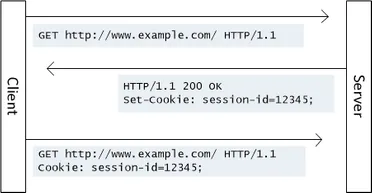 Client
Server
GET http://www.example.com/ HTTP/1.1
HTTP/1.1 200 OK
Set-Cookie: session-id=12345;
GET http://www.example.com/ HTTP/1.1
Cookie: session-id=12345;